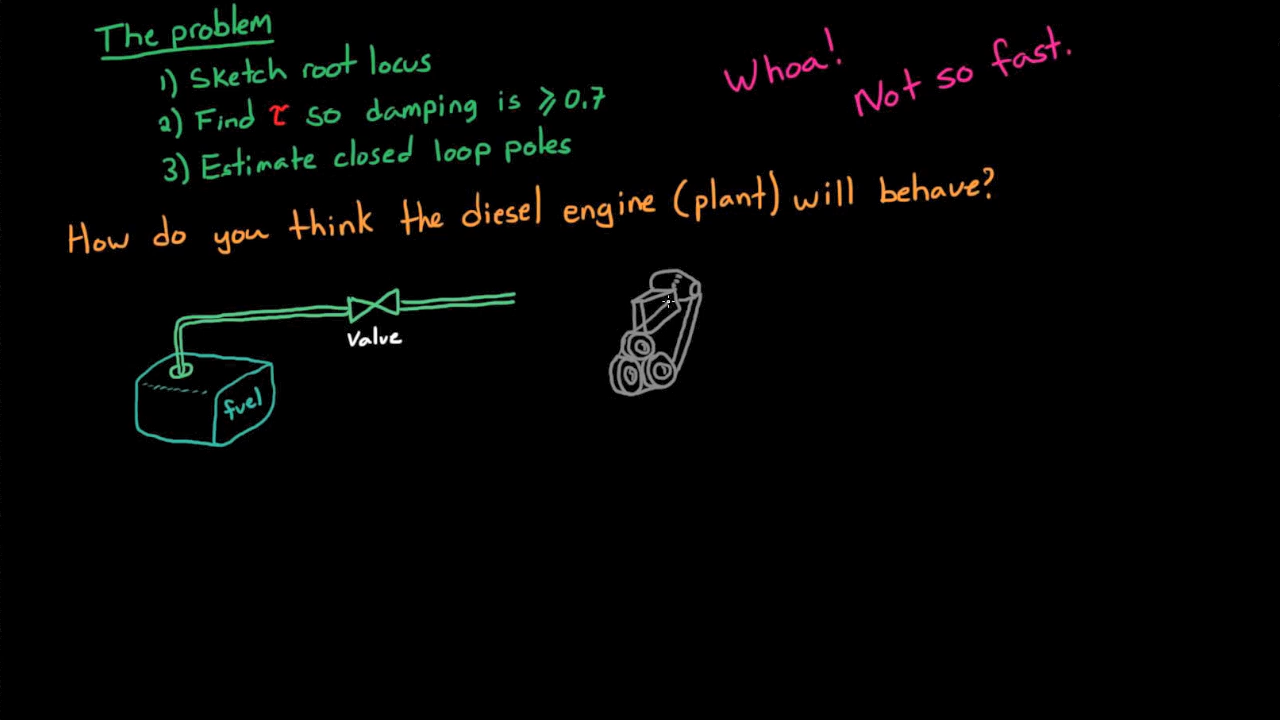 The problem
1) Sketch root locus
2) Find τ so damping is ⩾ 0.7
3) Estimate closed loop poles
Whoa!
Not so fast.
How do you think the diesel engine (plant) will behave?
Valve
fuel